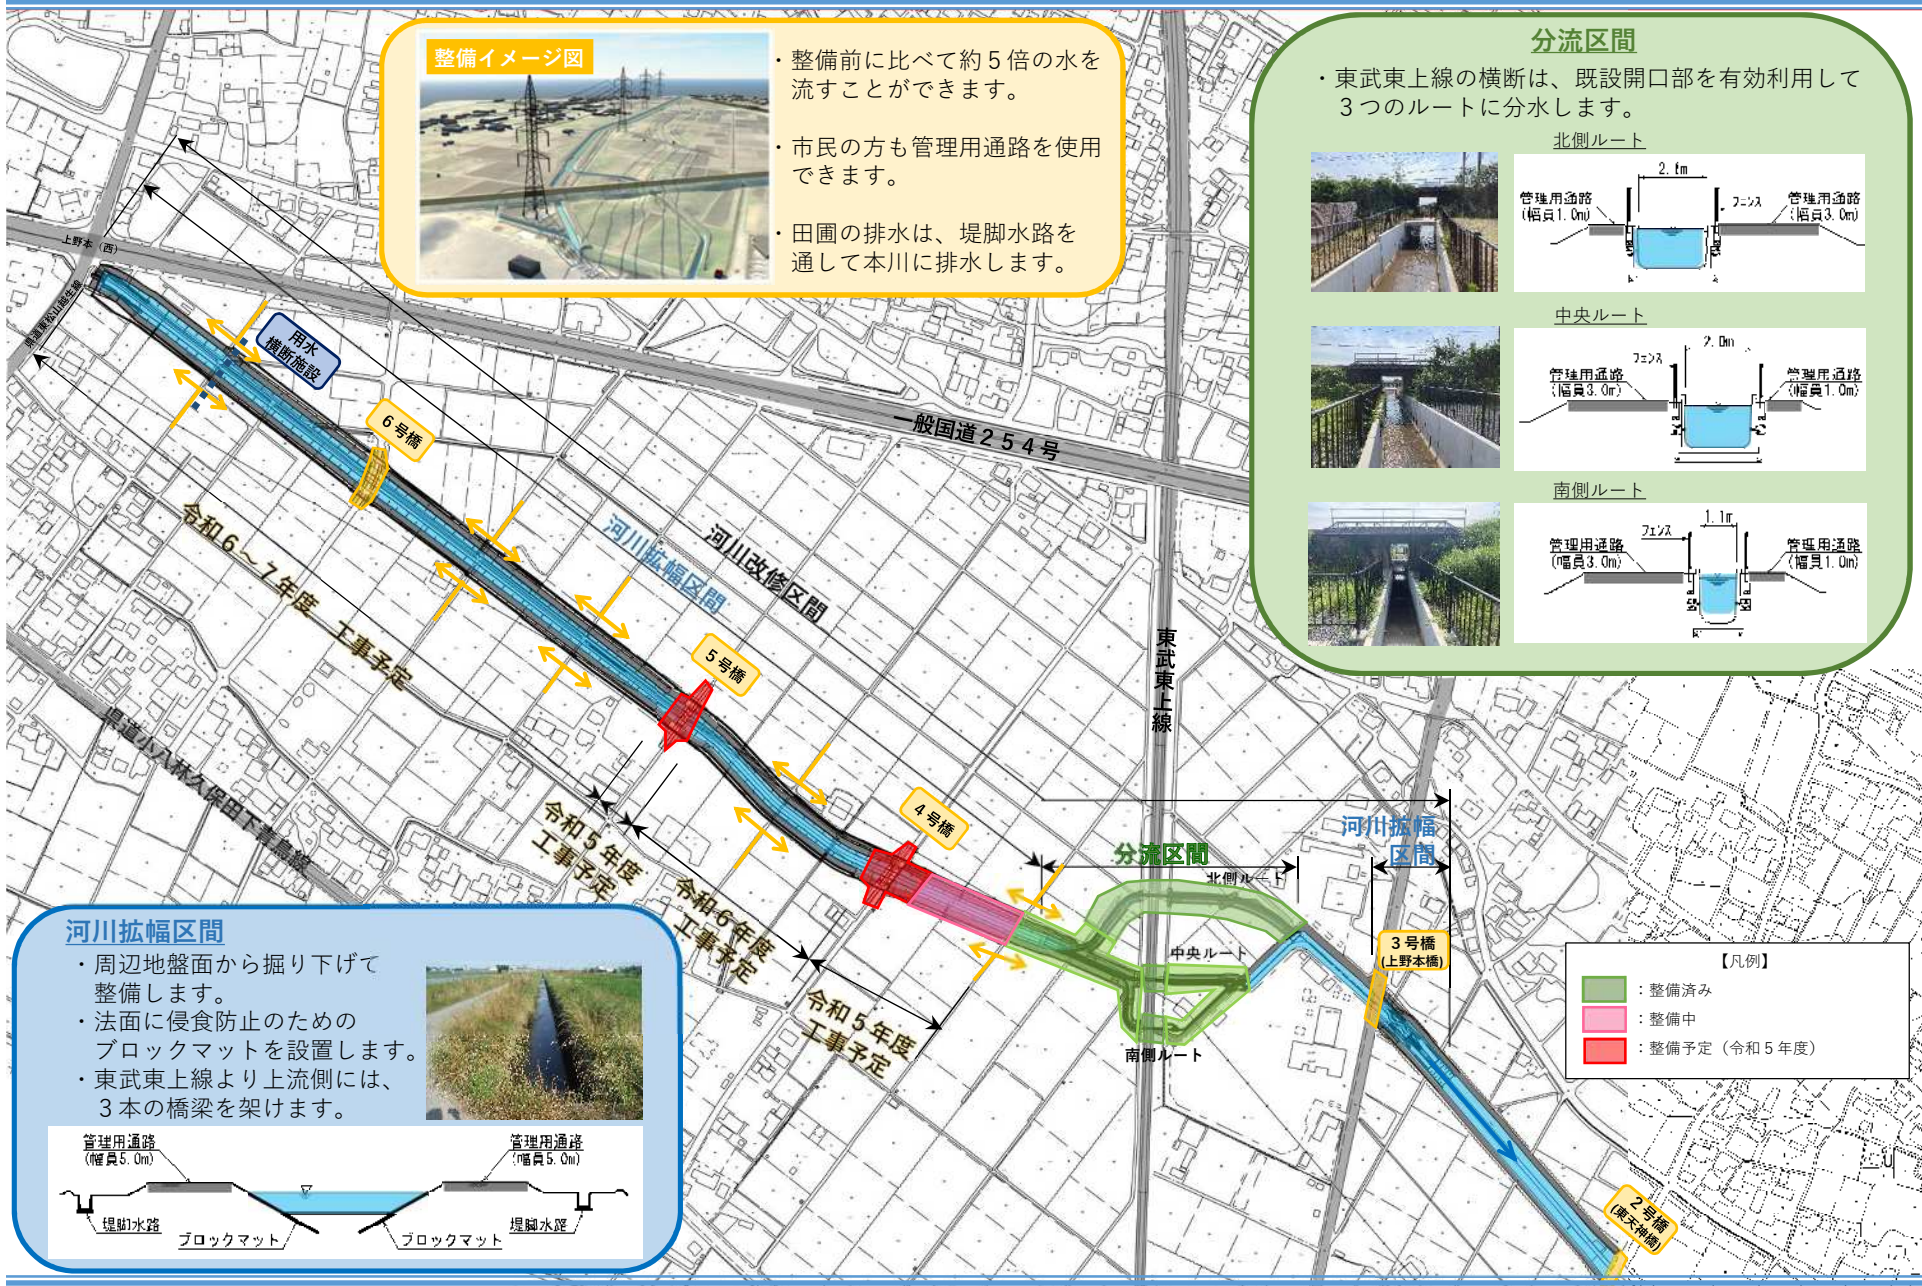 整備イメージ図
・整備前に比べて約５倍の水を
流すことができます。
・市民の方も管理用通路を使用
できます。
・田圃の排水は、堤脚水路を
通して本川に排水します。
分流区間
・東武東上線の横断は、既設開口部を有効利用して
３つのルートに分水します。
北側ルート
管理用通路
(幅員1.0m)
フェンス
管理用通路
(幅員3.0m)
中央ルート
2.0m
フェンス
管理用通路
(幅員3.0m)
管理用通路
(幅員1.0m)
南側ルート
1.1m
フェンス
管理用通路
(幅員3.0m)
管理用通路
(幅員1.0m)
上野本（西）
県道東松山越生線
用水
横断施設
６号橋
一般国道２５４号
令和６～７年度　工事予定
河川拡幅区間
河川改修区間
５号橋
東武東上線
令和５年度
工事予定
４号橋
令和６年度
工事予定
令和５年度
工事予定
分流区間
北側ルート
中央ルート
南側ルート
河川拡幅
区間
３号橋
(上野本橋)
２号橋
(東天神橋)
【凡例】
：整備済み
：整備中
：整備予定（令和５年度）
河川拡幅区間
・周辺地盤面から掘り下げて
整備します。
・法面に侵食防止のための
ブロックマットを設置します。
・東武東上線より上流側には、
３本の橋梁を架けます。
管理用通路
(幅員5.0m)
管理用通路
(幅員5.0m)
堤脚水路
ブロックマット
ブロックマット
堤脚水路